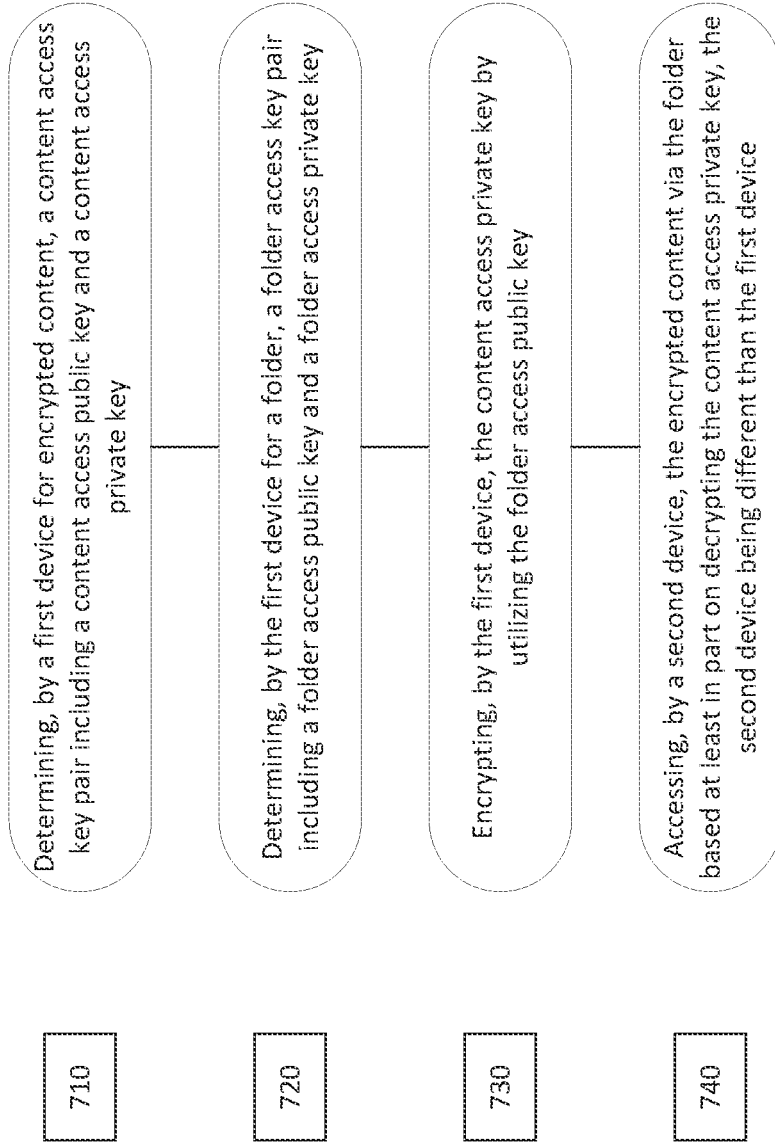 710
Determining, by a first device for encrypted content, a content access
key pair including a content access public key and a content access
private key
720
Determining, by the first device for a folder, a folder access key pair
including a folder access public key and a folder access private key
730
Encrypting, by the first device, the content access private key by
utilizing the folder access public key
740
Accessing, by a second device, the encrypted content via the folder
based at least in part on decrypting the content access private key, the
second device being different than the first device